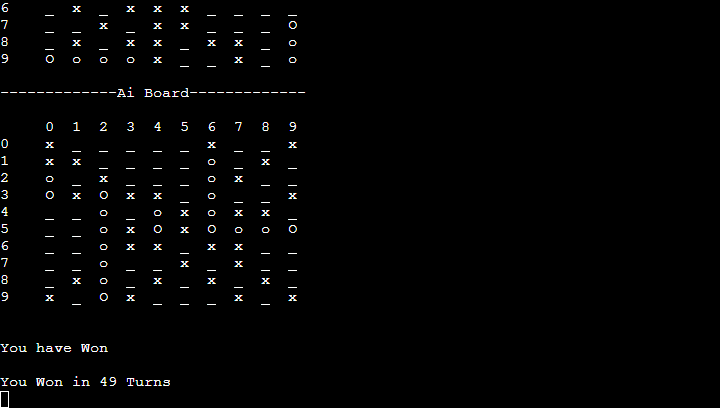 6 _ x _ x x x _ _ _ _
7 _ _ x _ x x _ _ _ O
8 _ x _ x x _ x x _ o
9 O o o o x _ _ x _ o
-------------Ai Board-------------
0 1 2 3 4 5 6 7 8 9
0 x _ _ _ _ _ x _ _ x
1 x x _ _ _ _ o _ x _
2 o _ x _ _ _ o x _ _
3 O x O x x _ o _ _ x
4 _ _ o _ o x o x x _
5 _ _ o x O x O o o O
6 _ _ o x x _ x x _ _
7 _ _ o _ _ x _ x _ _
8 _ x o _ x _ x _ x _
9 x _ O x _ _ _ x _ x
You have Won
You Won in 49 Turns